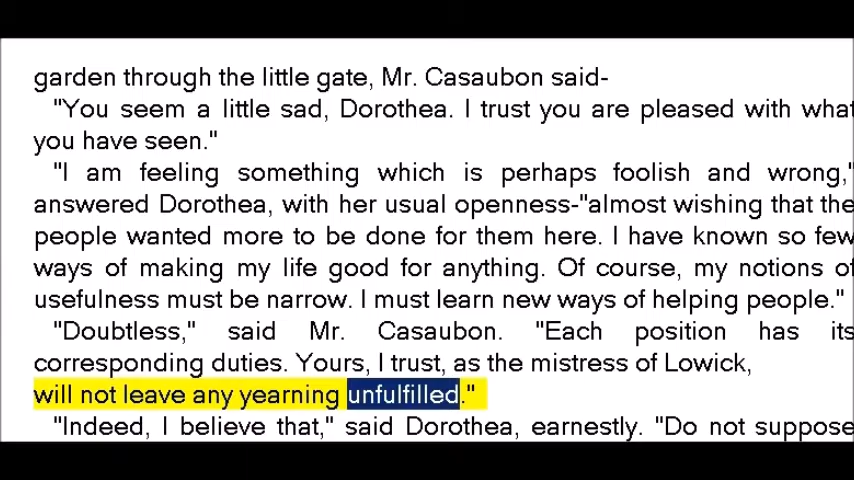 garden through the little gate, Mr. Casaubon said-
"You seem a little sad, Dorothea. I trust you are pleased with what
you have seen."
"I am feeling something which is perhaps foolish and wrong,"
answered Dorothea, with her usual openness-"almost wishing that the
people wanted more to be done for them here. I have known so few
ways of making my life good for anything. Of course, my notions of
usefulness must be narrow. I must learn new ways of helping people."
"Doubtless," said Mr. Casaubon. "Each position has its
corresponding duties. Yours, I trust, as the mistress of Lowick,
will not leave any yearning unfulfilled."
"Indeed, I believe that," said Dorothea, earnestly. "Do not suppose